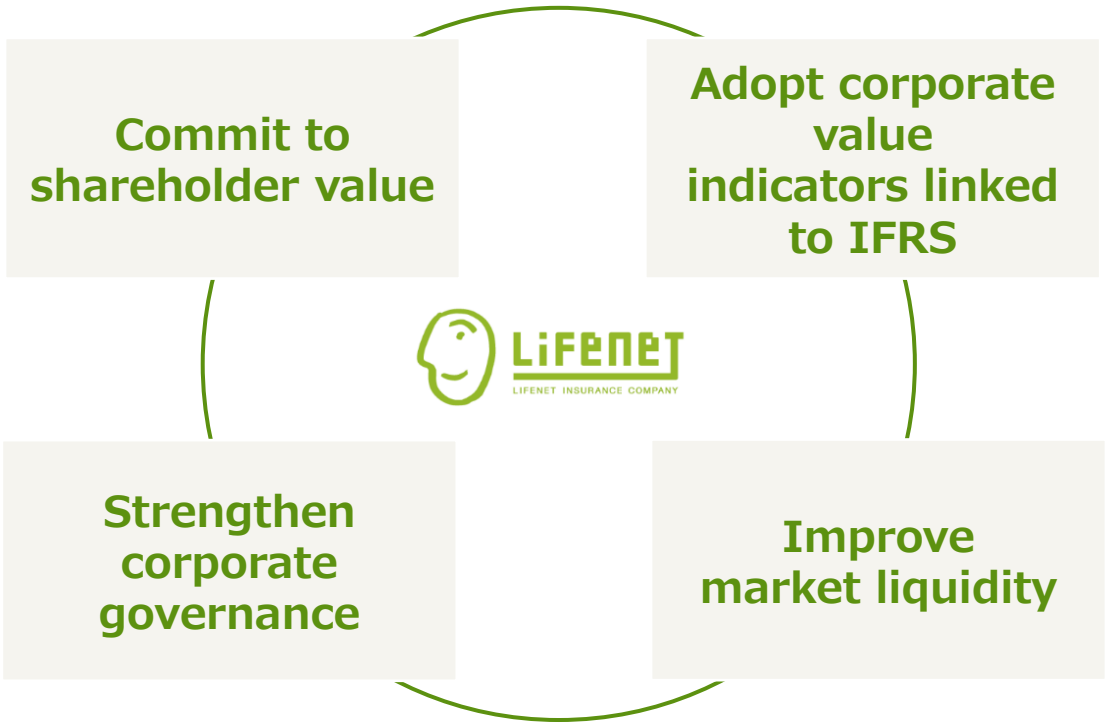 Commit to
shareholder value
Adopt corporate
value
indicators linked
to IFRS
LiFENET
LIFENET INSURANCE COMPANY
Strengthen
corporate
governance
Improve
market liquidity